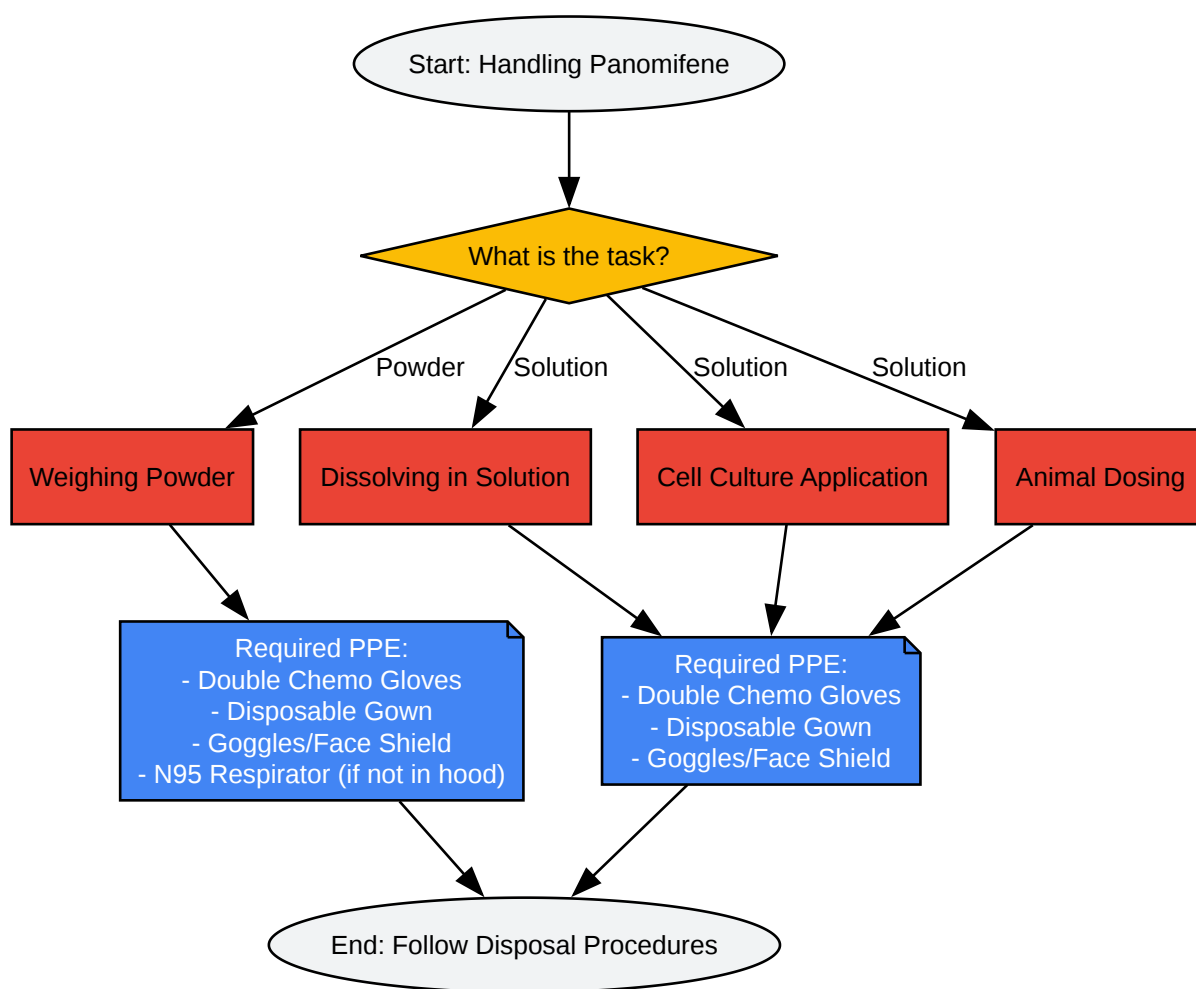 Start: Handling Panomifene
What is the task?
Powder
Solution
Solution
Solution
Weighing Powder
Dissolving in Solution
Cell Culture Application
Animal Dosing
Required PPE:
- Double Chemo Gloves
- Disposable Gown
- Goggles/Face Shield
- N95 Respirator (if not in hood)
Required PPE:
- Double Chemo Gloves
- Disposable Gown
- Goggles/Face Shield
End: Follow Disposal Procedures